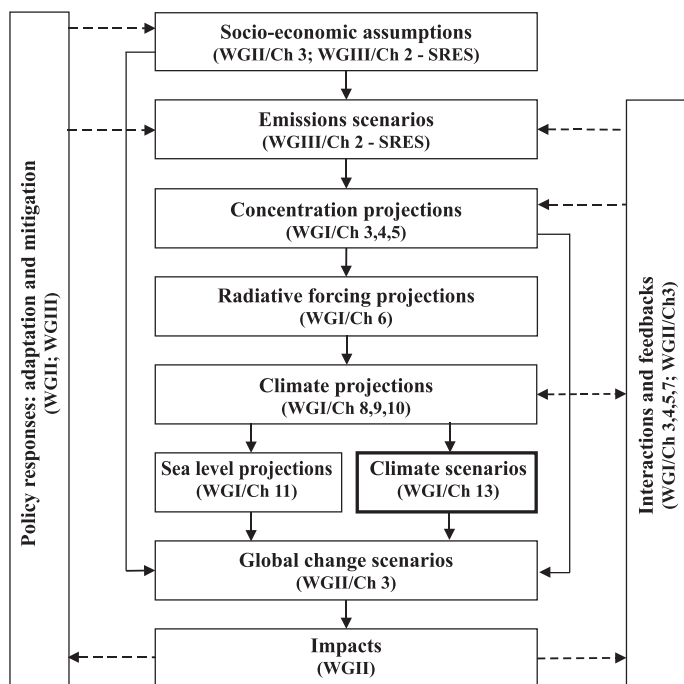 Socio-economic assumptions
(WGII/Ch 3; WGIII/Ch 2 - SRES)
Emissions scenarios
(WGIII/Ch 2 - SRES)
Concentration projections
(WGI/Ch 3,4,5)
Radiative forcing projections
(WGI/Ch 6)
Climate projections
(WGI/Ch 8,9,10)
Sea level projections
(WGI/Ch 11)
Climate scenarios
(WGI/Ch 13)
Global change scenarios
(WGII/Ch 3)
Impacts
(WGII)
Policy responses: adaptation and mitigation
(WGII; WGIII)
Interactions and feedbacks
(WGI/Ch 3,4,5,7; WGII/Ch3)